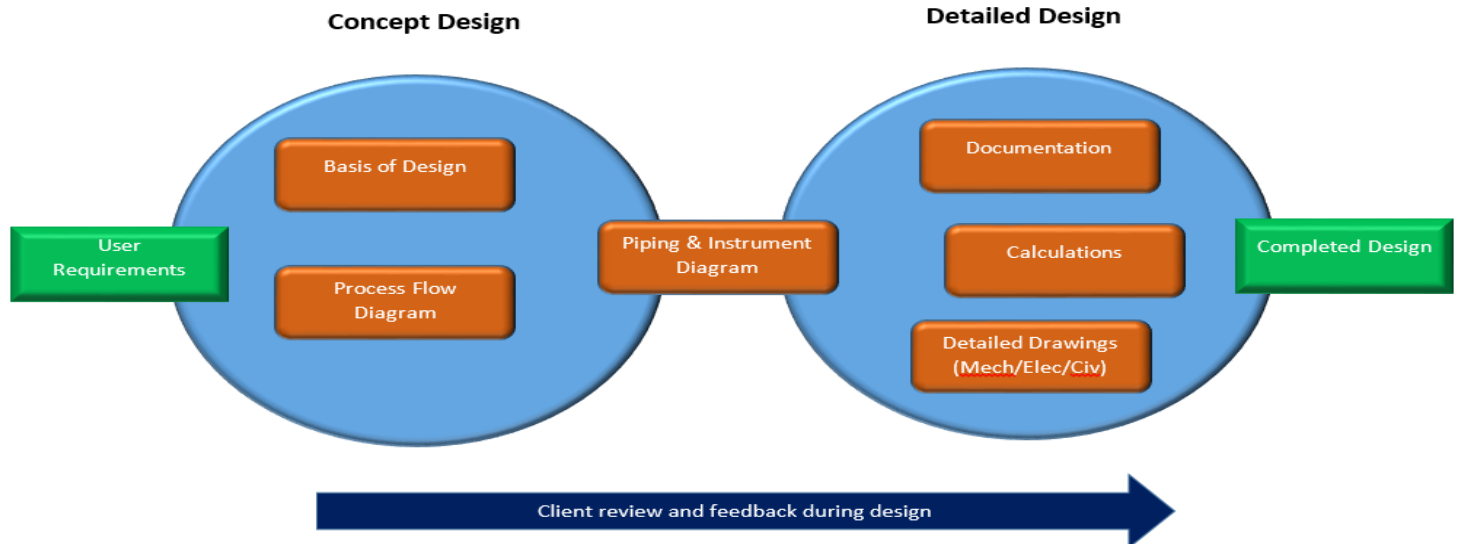 Concept Design
Detailed Design
Basis of Design
Documentation
User
Requirements
Piping & Instrument
Diagram
Calculations
Completed Design
Process Flow
Diagram
Detailed Drawings
(Mech/Elec/Civ)
Client review and feedback during design